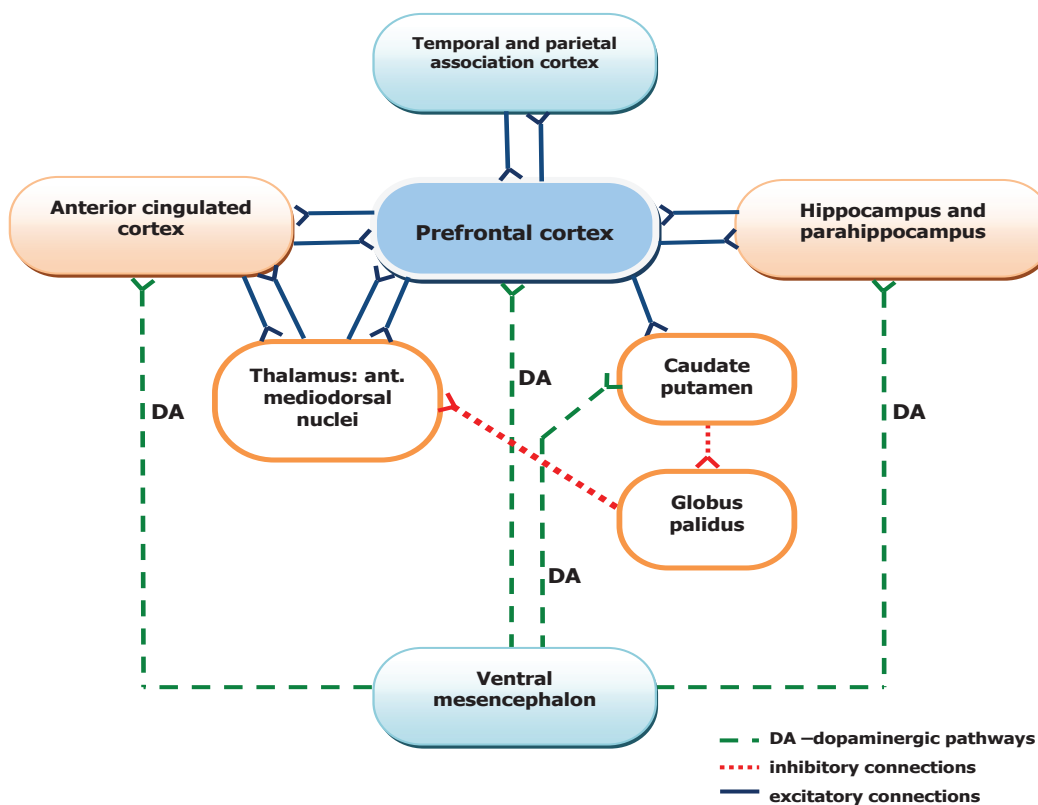 Temporal and parietal
association cortex
Anterior cingulated
cortex
Prefrontal cortex
Hippocampus and
parahippocampus
Thalamus: ant.
mediodorsal
nuclei
DA
Caudate
putamen
DA
DA
Globus
palidus
DA
Ventral
mesencephalon
DA –dopaminergic pathways
inhibitory connections
excitatory connections